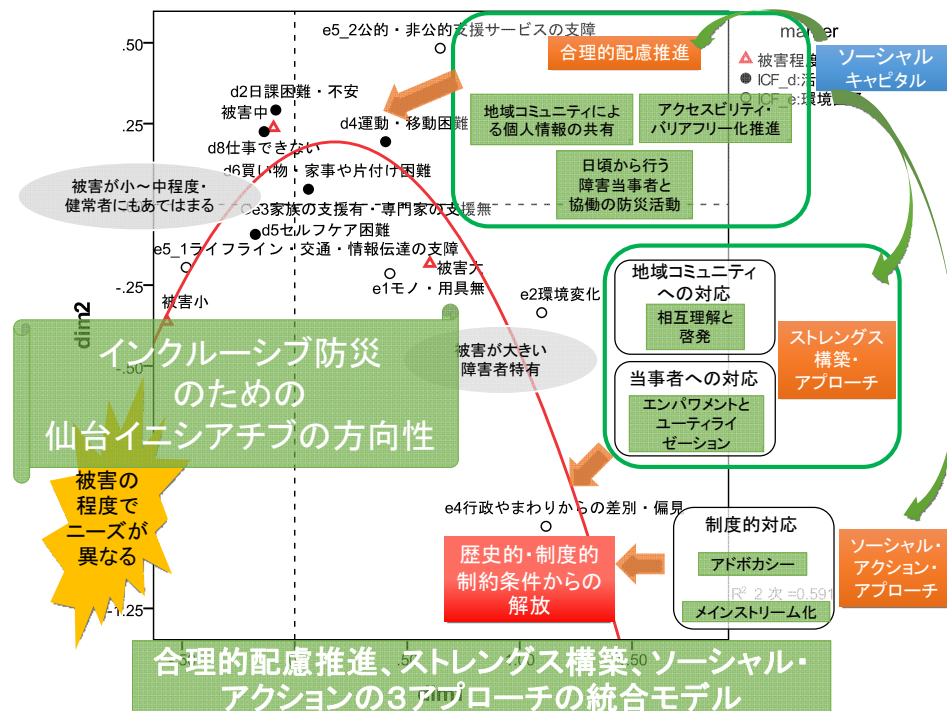 e5_2公的・非公的支援サービスの支障
合理的配慮推進
ソーシャル
キャピタル
被害程度
ICF_d:活
ICF_e:環境
.50
d2日課困難・不安
被害中
.25
d4運動・移動困難
d8仕事できない
d6買い物・家事や片付け困難
地域コミュニティによ
る個人情報の共有
アクセスビリティ・
バリアフリー化推進
日頃から行う
障害当事者と
協働の防災活動
被害が小～中程度・
健常者にもあてはまる
e3家族の支援有・専門家の支援無
d5セルフケア困難
e5_1ライフライン・交通・情報伝達の支障
被害大
e1モノ・用具無
-.25
被害小
e2環境変化
dim2
地域コミュニティ
への対応
相互理解と
啓発
ストレングス
構築・
アプローチ
当事者への対応
エンパワメントと
ユーティライ
ゼーション
被害が大きい
障害者特有
-.50
インクルーシブ防災
のための
仙台イニシアチブの方向性
被害の
程度で
ニーズが
異なる
e4行政やまわりからの差別・偏見
歴史的・制度的
制約条件からの
解放
制度的対応
アドボカシー
R² 2 次 =0.591
メインストリーム化
ソーシャル・
アクション・
アプローチ
1.25
合理的配慮推進、ストレングス構築、ソーシャル・
アクションの３アプローチの統合モデル